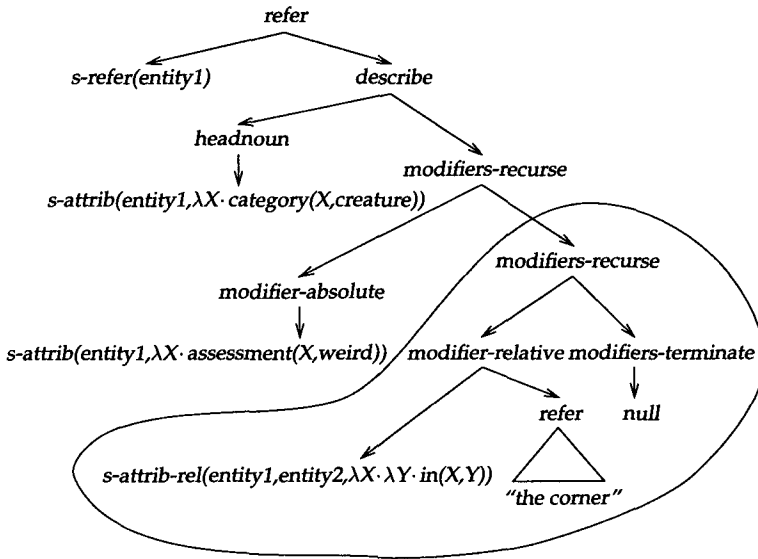 refer
s-refer(entity1) describe
headnoun
modifiers-recurse
s-attrib(entity1,λX· category(X,creature))
modifiers-recurse
modifier-absolute
s-attrib(entity1,λX· assessment(X,weird)) modifier-relative modifiers-terminate
refer null
s-attrib-rel(entity1,entity2,λX· λY· in(X,Y))
"the corner"